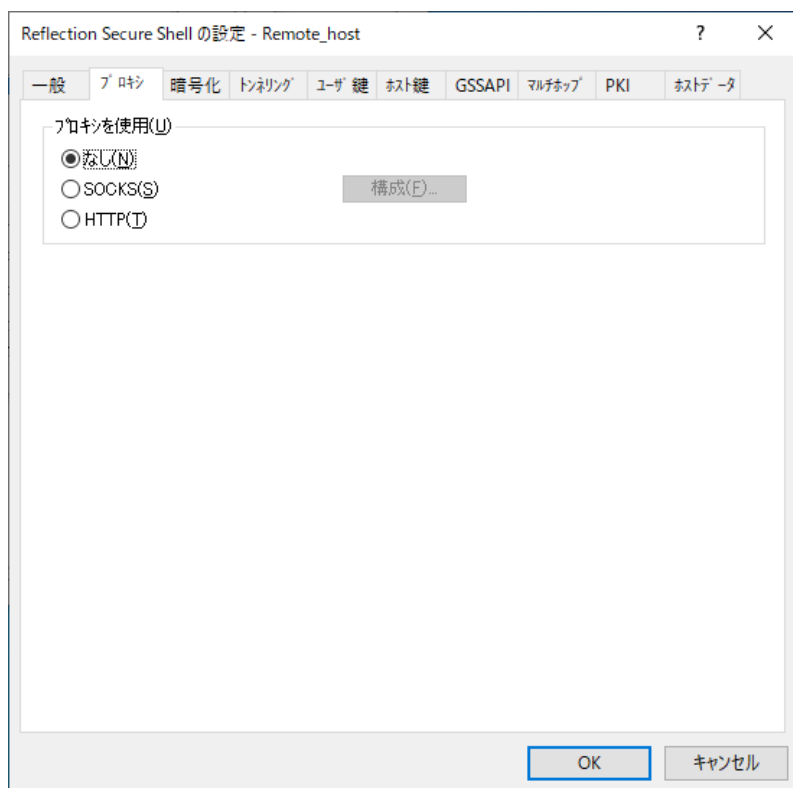 Reflection Secure Shell の設定 - Remote_host ? ×
一般 ﾌﾟﾛｷｼ 暗号化 ﾄﾝﾈﾘﾝｸﾞ ﾕｰｻﾞ鍵 ﾎｽﾄ鍵 GSSAPI ﾏﾙﾁﾎｯﾌﾟ PKI ﾎｽﾄﾃﾞｰﾀ
ﾌﾟﾛｷｼを使用(U)
なし(N)
SOCKS(S) 構成(F)...
HTTP(T)
OK キャンセル